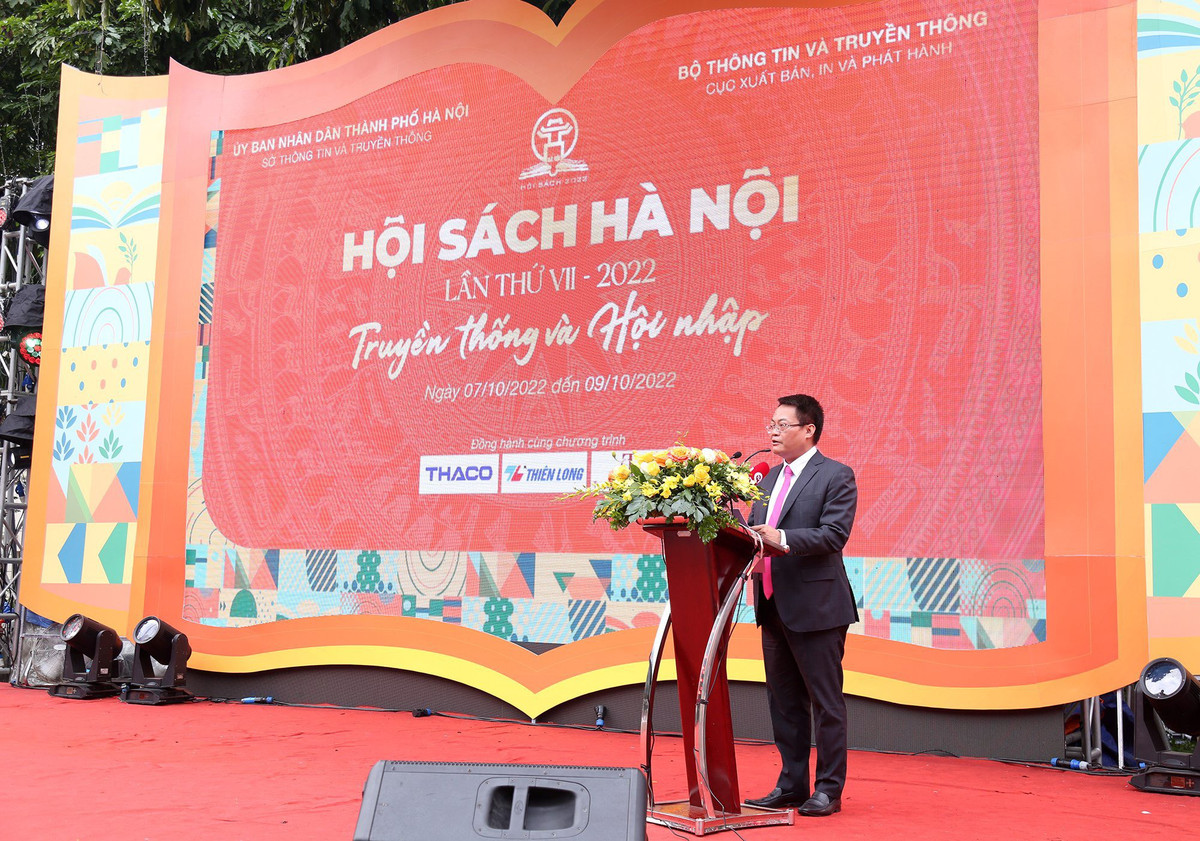 ỦY BAN NHÂN DÂN THÀNH PHỐ HÀ NỘI
SỞ THÔNG TIN VÀ TRUYỀN THÔNG
BỘ THÔNG TIN VÀ TRUYỀN THÔNG
CỤC XUẤT BẢN, IN VÀ PHÁT HÀNH
HỘI SÁCH 2022
HỘI SÁCH HÀ NỘI
LẦN THỨ VII - 2022
Truyền thống và Hội nhập
Ngày 07/10/2022 đến 09/10/2022
Đồng hành cùng chương trình
THACO
THIÊN LONG